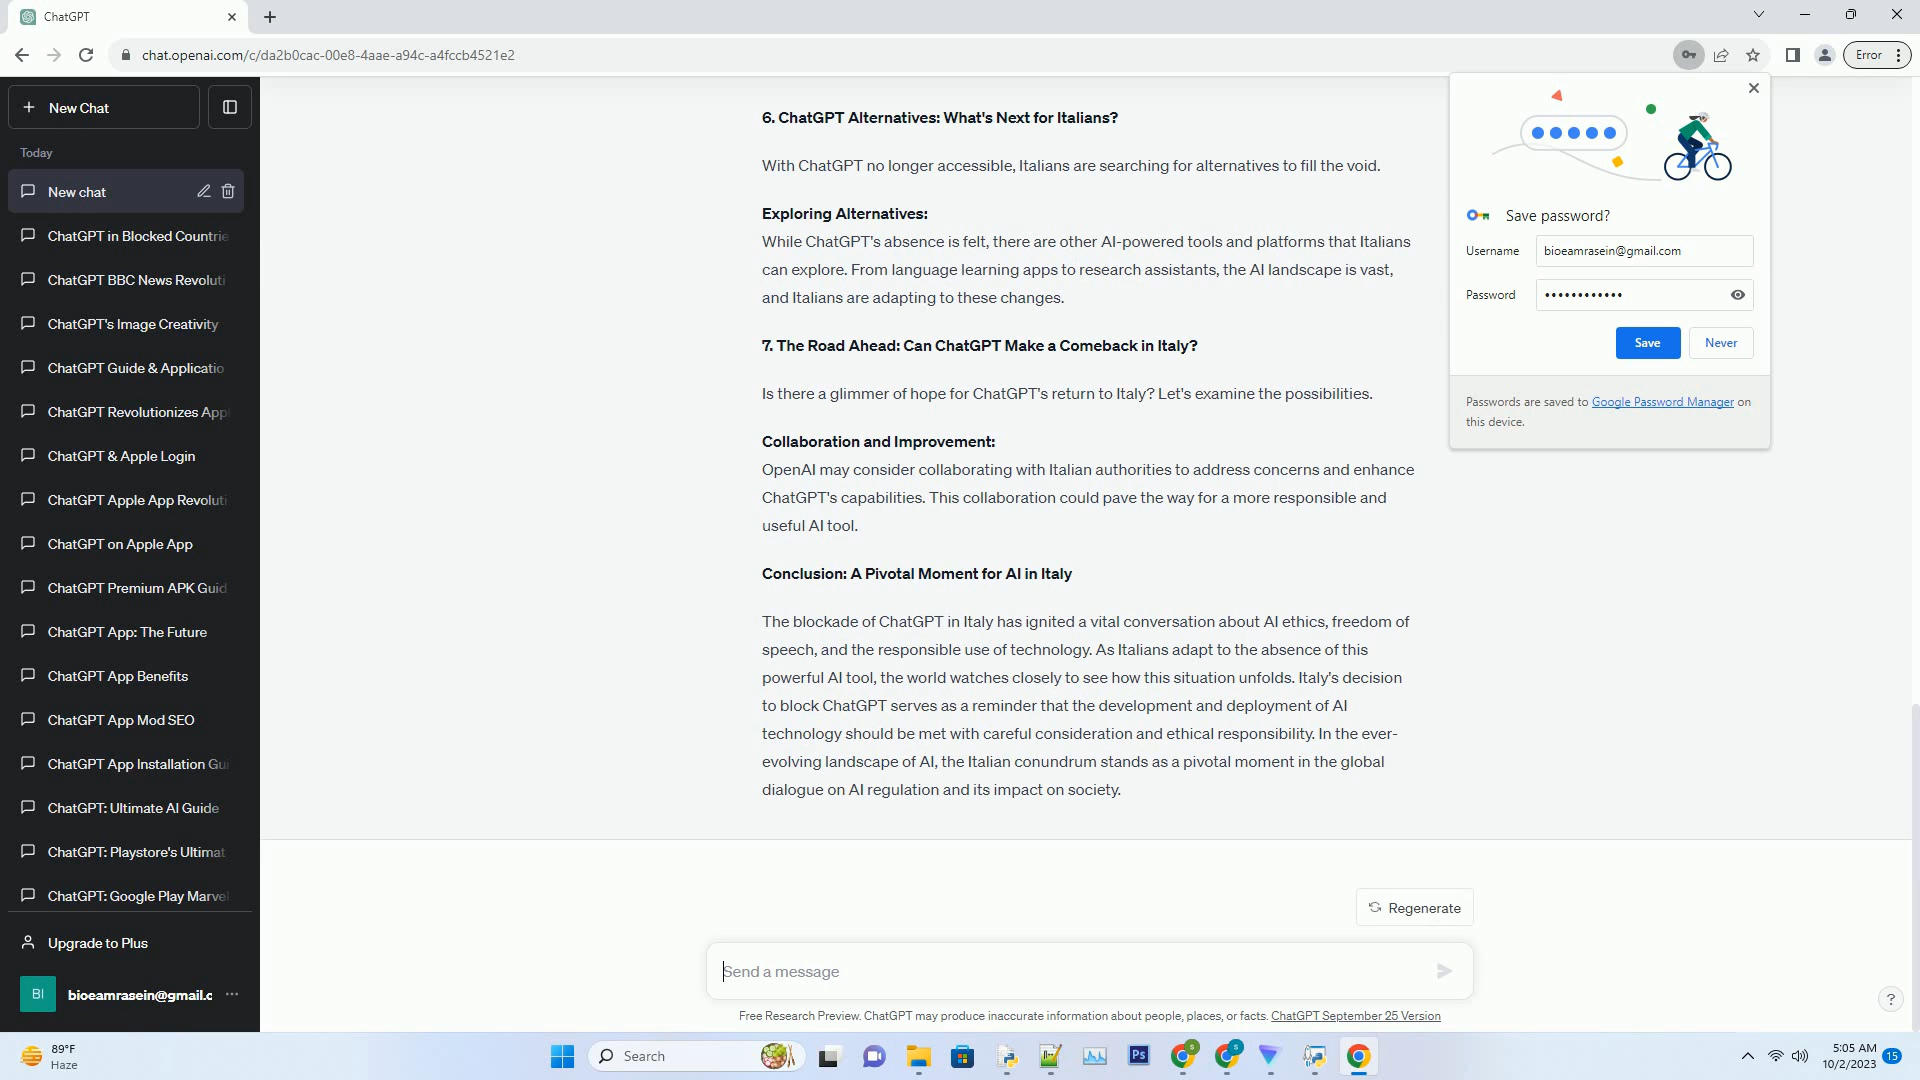 ChatGPT
chat.openai.com/c/da2b0cac-00e8-4aae-a94c-a4fccb4521e2
Error
New Chat
Today
New chat
ChatGPT in Blocked Countrie
ChatGPT BBC News Revoluti
ChatGPT's Image Creativity
ChatGPT Guide & Applicatio
ChatGPT Revolutionizes App
ChatGPT & Apple Login
ChatGPT Apple App Revoluti
ChatGPT on Apple App
ChatGPT Premium APK Guid
ChatGPT App: The Future
ChatGPT App Benefits
ChatGPT App Mod SEO
ChatGPT App Installation Gui
ChatGPT: Ultimate AI Guide
ChatGPT: Playstore's Ultimat
ChatGPT: Google Play Marvel
Upgrade to Plus
BI
bioeamrasein@gmail.c
6. ChatGPT Alternatives: What's Next for Italians?
With ChatGPT no longer accessible, Italians are searching for alternatives to fill the void.
Exploring Alternatives:
While ChatGPT's absence is felt, there are other AI-powered tools and platforms that Italians
can explore. From language learning apps to research assistants, the AI landscape is vast,
and Italians are adapting to these changes.
7. The Road Ahead: Can ChatGPT Make a Comeback in Italy?
Is there a glimmer of hope for ChatGPT's return to Italy? Let's examine the possibilities.
Collaboration and Improvement:
OpenAI may consider collaborating with Italian authorities to address concerns and enhance
ChatGPT's capabilities. This collaboration could pave the way for a more responsible and
useful AI tool.
Conclusion: A Pivotal Moment for AI in Italy
The blockade of ChatGPT in Italy has ignited a vital conversation about AI ethics, freedom of
speech, and the responsible use of technology. As Italians adapt to the absence of this
powerful AI tool, the world watches closely to see how this situation unfolds. Italy's decision
to block ChatGPT serves as a reminder that the development and deployment of AI
technology should be met with careful consideration and ethical responsibility. In the ever-
evolving landscape of AI, the Italian conundrum stands as a pivotal moment in the global
dialogue on AI regulation and its impact on society.
Regenerate
Send a message
Free Research Preview. ChatGPT may produce inaccurate information about people, places, or facts. ChatGPT September 25 Version
?
Save password?
Username bioeamrasein@gmail.com
Password ••••••••••••
Save Never
Passwords are saved to Google Password Manager on
this device.
89°F
Haze
Search
Ps
S
S
5:05 AM
10/2/2023
15